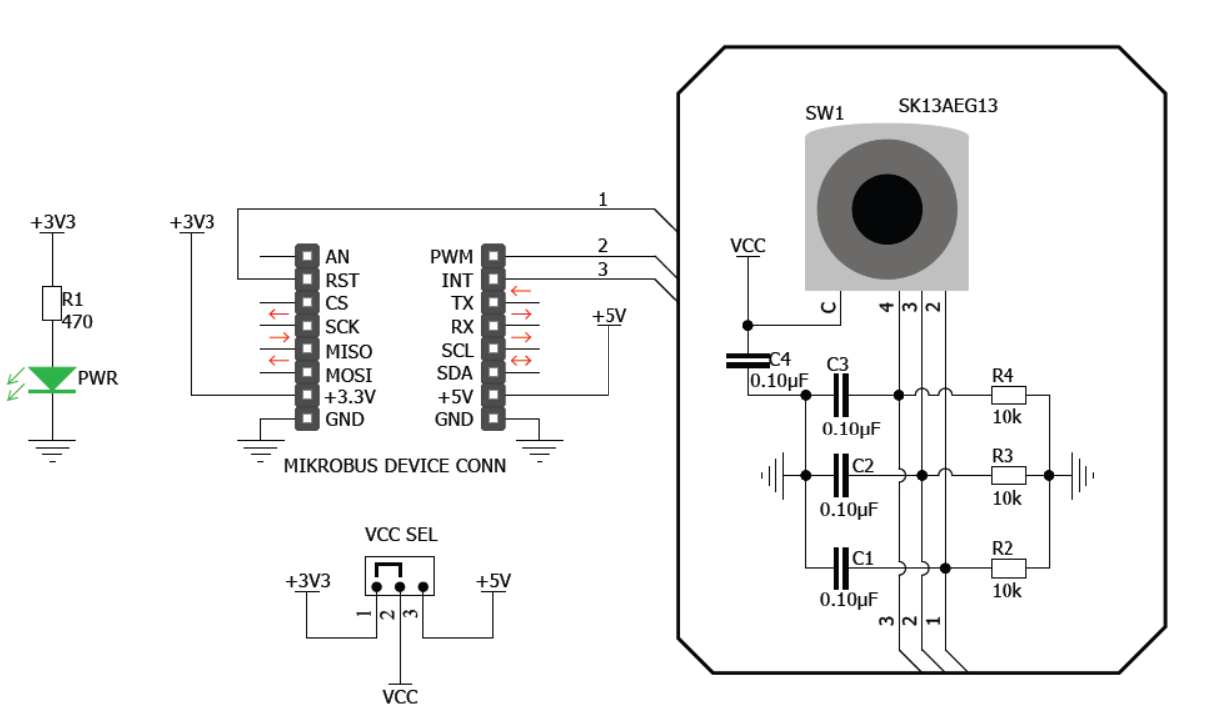 SK13AEG13
SW1
1
+3V3
+3V3
2
VCC
AN
PWM
3
RST
INT
C
4
3
2
R1
CS
TX
470
SCK
RX
+5V
MISO
SCL
C4
C3
R4
PWR
MOSI
SDA
0.10µF
+3.3V
+5V
10k
GND
GND
0.10µF
MIKROBUS DEVICE CONN
C2
R3
10k
0.10µF
VCC SEL
C1
R2
+3V3
+5V
10k
0.10µF
1
2
3
3
2
1
VCC